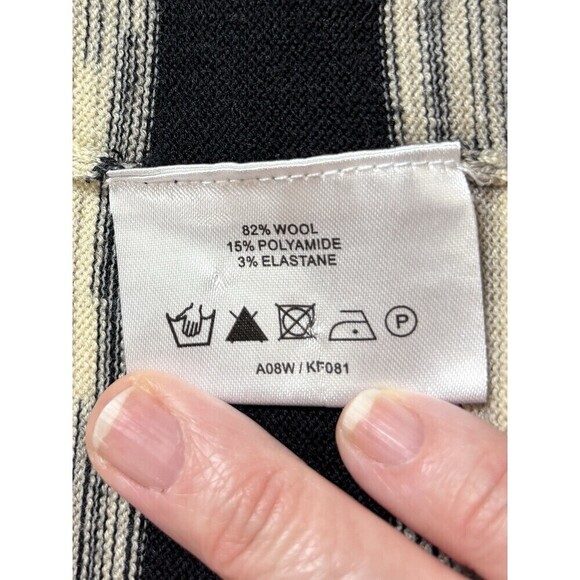 82% WOOL
15% POLYAMIDE
3% ELASTANE
P
A08W / KF081